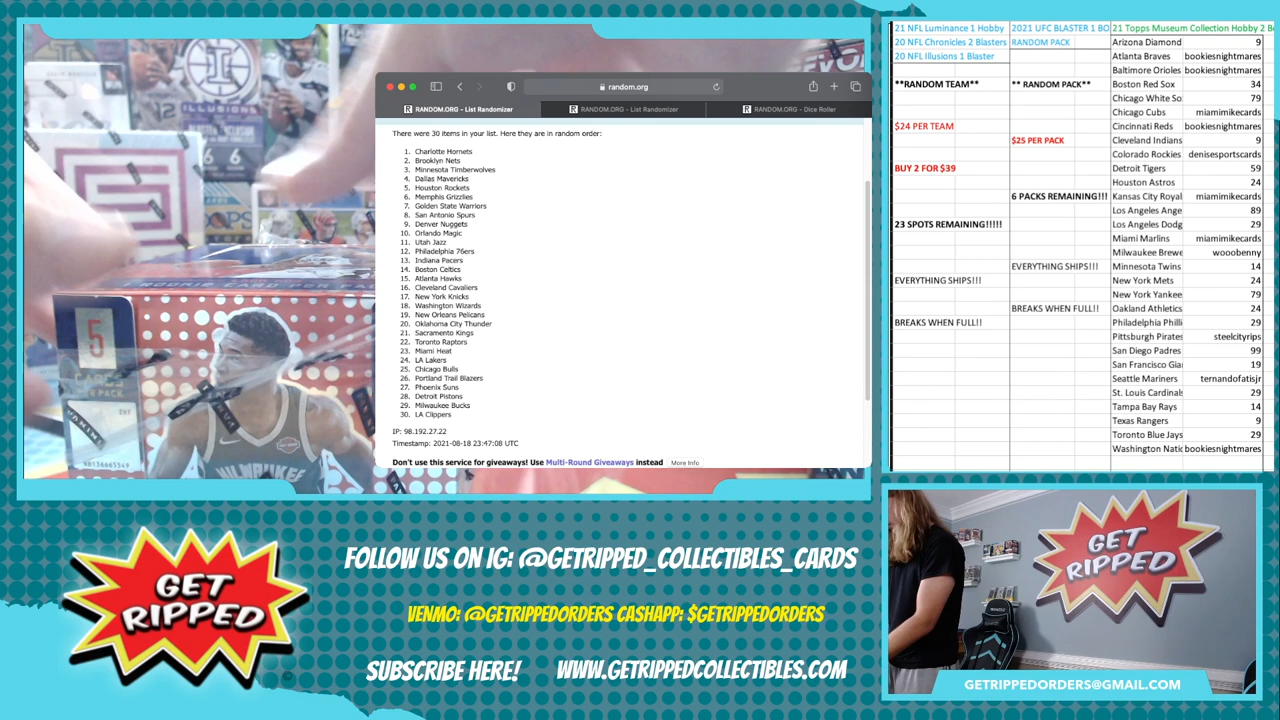 random.org
RANDOM.ORG - List Randomizer
RANDOM.ORG - List Randomizer
RANDOM.ORG - Dice Roller
There were 30 items in your list. Here they are in random order:
1. Charlotte Hornets
2. Brooklyn Nets
3. Minnesota Timberwolves
4. Dallas Mavericks
5. Houston Rockets
6. Memphis Grizzlies
7. Golden State Warriors
8. San Antonio Spurs
9. Denver Nuggets
10. Orlando Magic
11. Utah Jazz
12. Philadelphia 76ers
13. Indiana Pacers
14. Boston Celtics
15. Atlanta Hawks
16. Cleveland Cavaliers
17. New York Knicks
18. Washington Wizards
19. New Orleans Pelicans
20. Oklahoma City Thunder
21. Sacramento Kings
22. Toronto Raptors
23. Miami Heat
24. LA Lakers
25. Chicago Bulls
26. Portland Trail Blazers
27. Phoenix Suns
28. Detroit Pistons
29. Milwaukee Bucks
30. LA Clippers
IP: 98.192.27.22
Timestamp: 2021-08-18 23:47:08 UTC
Don't use this service for giveaways! Use Multi-Round Giveaways instead More Info
ILLUSIONS
5
21 NFL Luminance 1 Hobby
20 NFL Chronicles 2 Blasters
20 NFL Illusions 1 Blaster
**RANDOM TEAM**
$24 PER TEAM
BUY 2 FOR $39
23 SPOTS REMAINING!!!!!
EVERYTHING SHIPS!!!
BREAKS WHEN FULL!!
2021 UFC BLASTER 1 BO
RANDOM PACK
** RANDOM PACK**
$25 PER PACK
6 PACKS REMAINING!!!
EVERYTHING SHIPS!!!
BREAKS WHEN FULL!!
21 Topps Museum Collection Hobby 2 B
Arizona Diamond 9
Atlanta Braves bookiesnightmares
Baltimore Orioles bookiesnightmares
Boston Red Sox 34
Chicago White So 79
Chicago Cubs miamimikecards
Cincinnati Reds bookiesnightmares
Cleveland Indians 9
Colorado Rockies denisesportscards
Detroit Tigers 59
Houston Astros 24
Kansas City Royal miamimikecards
Los Angeles Ange 89
Los Angeles Dodg 29
Miami Marlins miamimikecards
Milwaukee Brewe wooobenny
Minnesota Twins 14
New York Mets 24
New York Yankee 79
Oakland Athletics 24
Philadelphia Philli 29
Pittsburgh Pirates steelcityrips
San Diego Padres 99
San Francisco Gia 19
Seattle Mariners ternandofatisjr
St. Louis Cardinals 29
Tampa Bay Rays 14
Texas Rangers 9
Toronto Blue Jays 29
Washington Natic bookiesnightmares
GET RIPPED
FOLLOW US ON IG: @GETRIPPED_COLLECTIBLES_CARDS
VENMO: @GETRIPPEDORDERS CASHAPP: $GETRIPPEDORDERS
SUBSCRIBE HERE! WWW.GETRIPPEDCOLLECTIBLES.COM
GET RIPPED
GETRIPPEDORDERS@GMAIL.COM